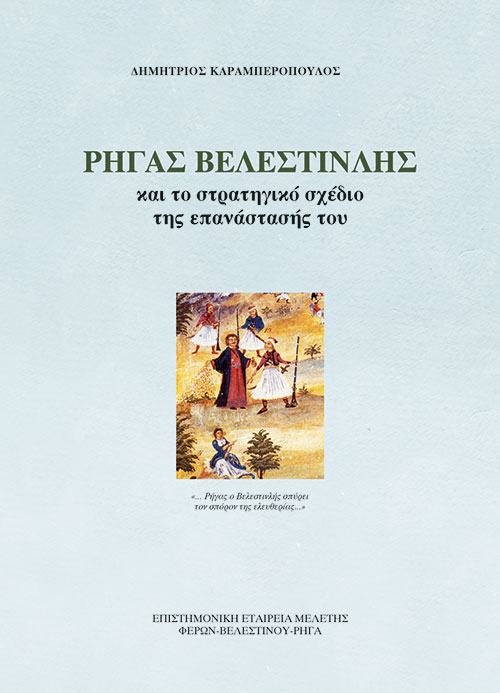 ΔΗΜΗΤΡΙΟΣ ΚΑΡΑΜΠΕΡΟΠΟΥΛΟΣ
ΡΗΓΑΣ ΒΕΛΕΣΤΙΝΛΗΣ
και το στρατηγικό σχέδιο
της επανάστασής του
«... Ρήγας ο Βελεστινλής σπύρει
τον σπόρον της ελευθερίας...»
ΕΠΙΣΤΗΜΟΝΙΚΗ ΕΤΑΙΡΕΙΑ ΜΕΛΕΤΗΣ
ΦΕΡΩΝ-ΒΕΛΕΣΤΙΝΟΥ-ΡΗΓΑ